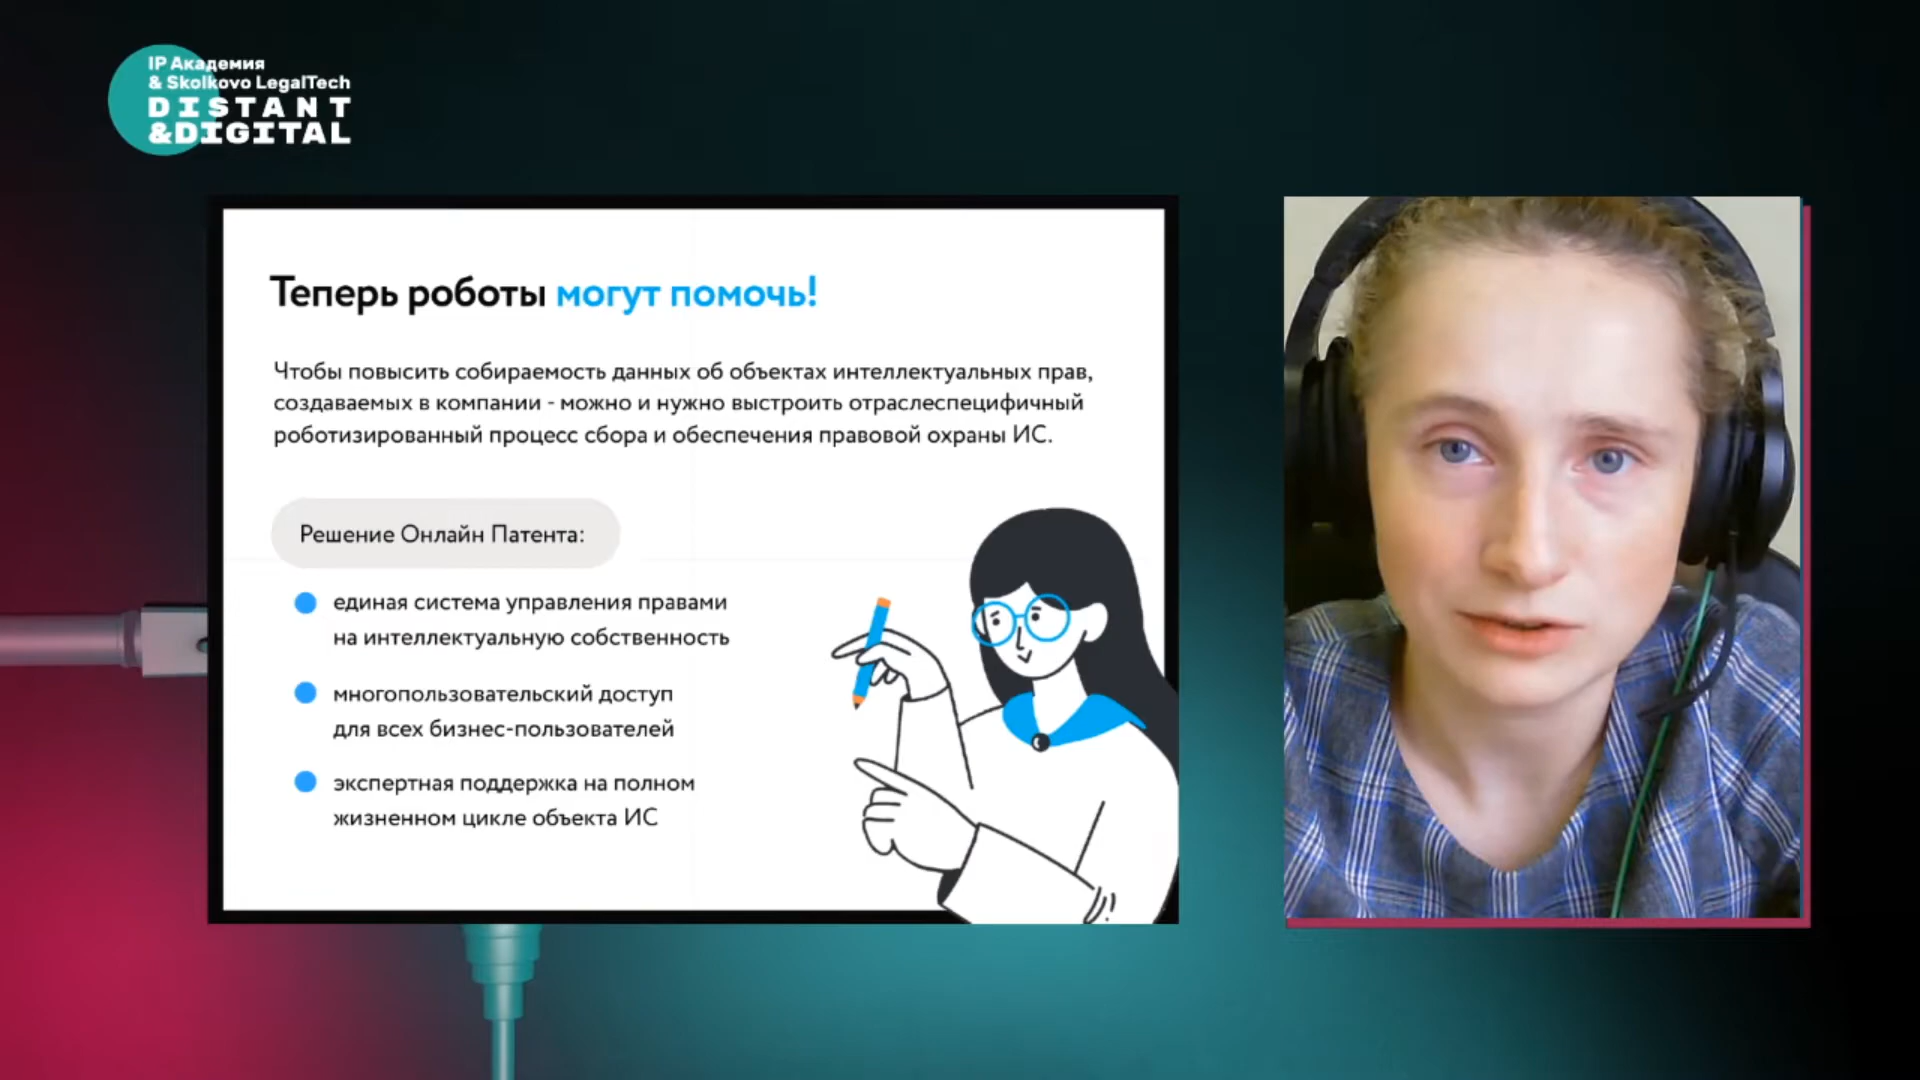 IP Академия
& Skolkovo LegalTech
DISTANT
&DIGITAL
Теперь роботы могут помочь!
Чтобы повысить собираемость данных об объектах интеллектуальных прав,
создаваемых в компании - можно и нужно выстроить отраслеспецифичный
роботизированный процесс сбора и обеспечения правовой охраны ИС.
Решение Онлайн Патента:
единая система управления правами
на интеллектуальную собственность
многопользовательский доступ
для всех бизнес-пользователей
экспертная поддержка на полном
жизненном цикле объекта ИС